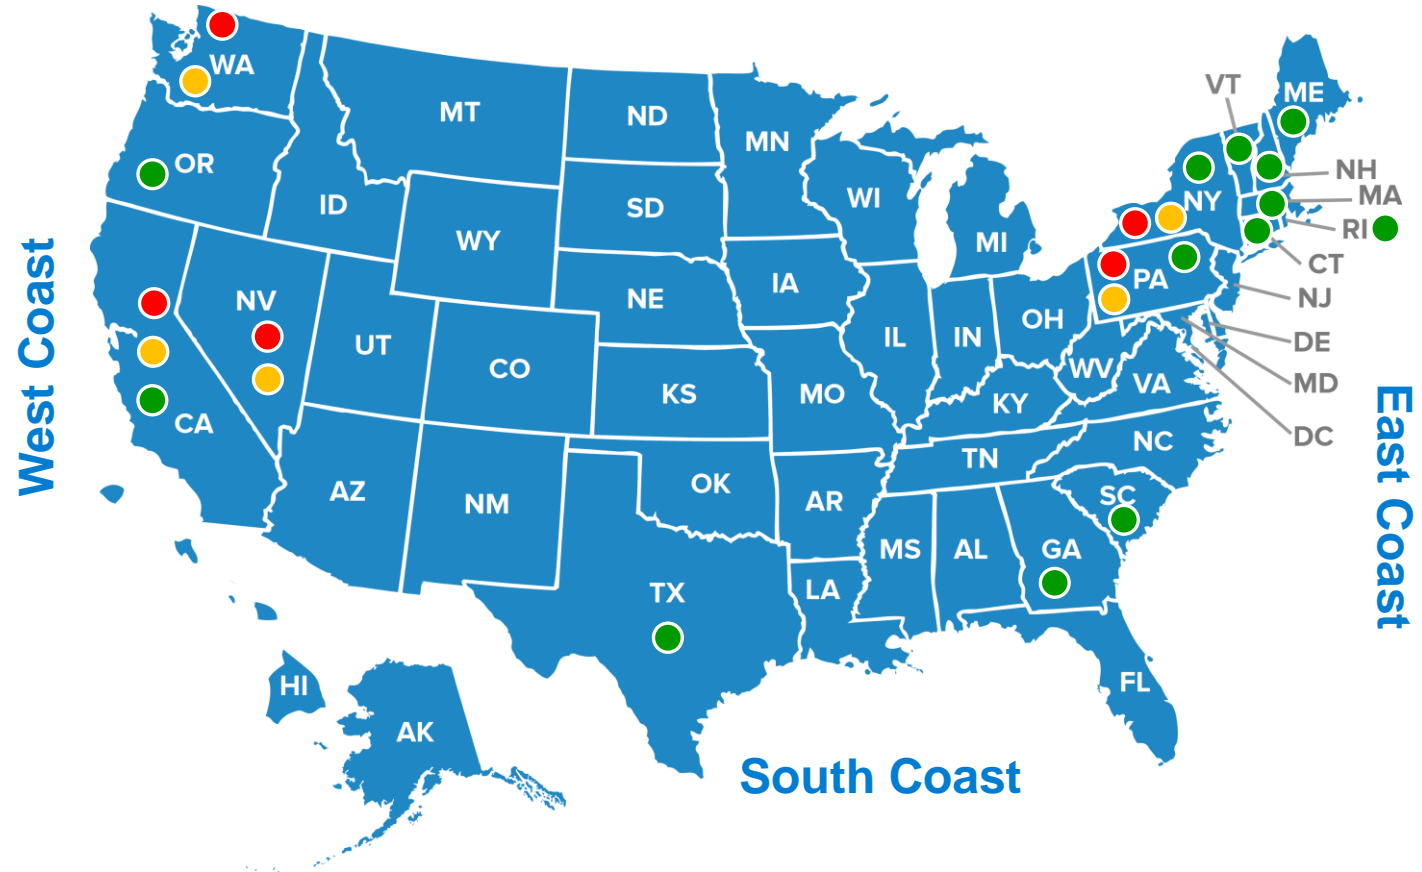 VT
ME
WA
MT
ND
MN
OR
NH
MA
ID
SD
WI
NY
RI
WY
MI
CT
West Coast
NV
NE
IA
PA
NJ
UT
CO
IL
IN
OH
DE
CA
KS
MO
KY
WV
VA
MD
DC
East Coast
AZ
NM
OK
AR
TN
NC
SC
MS
AL
GA
TX
LA
HI
AK
FL
South Coast